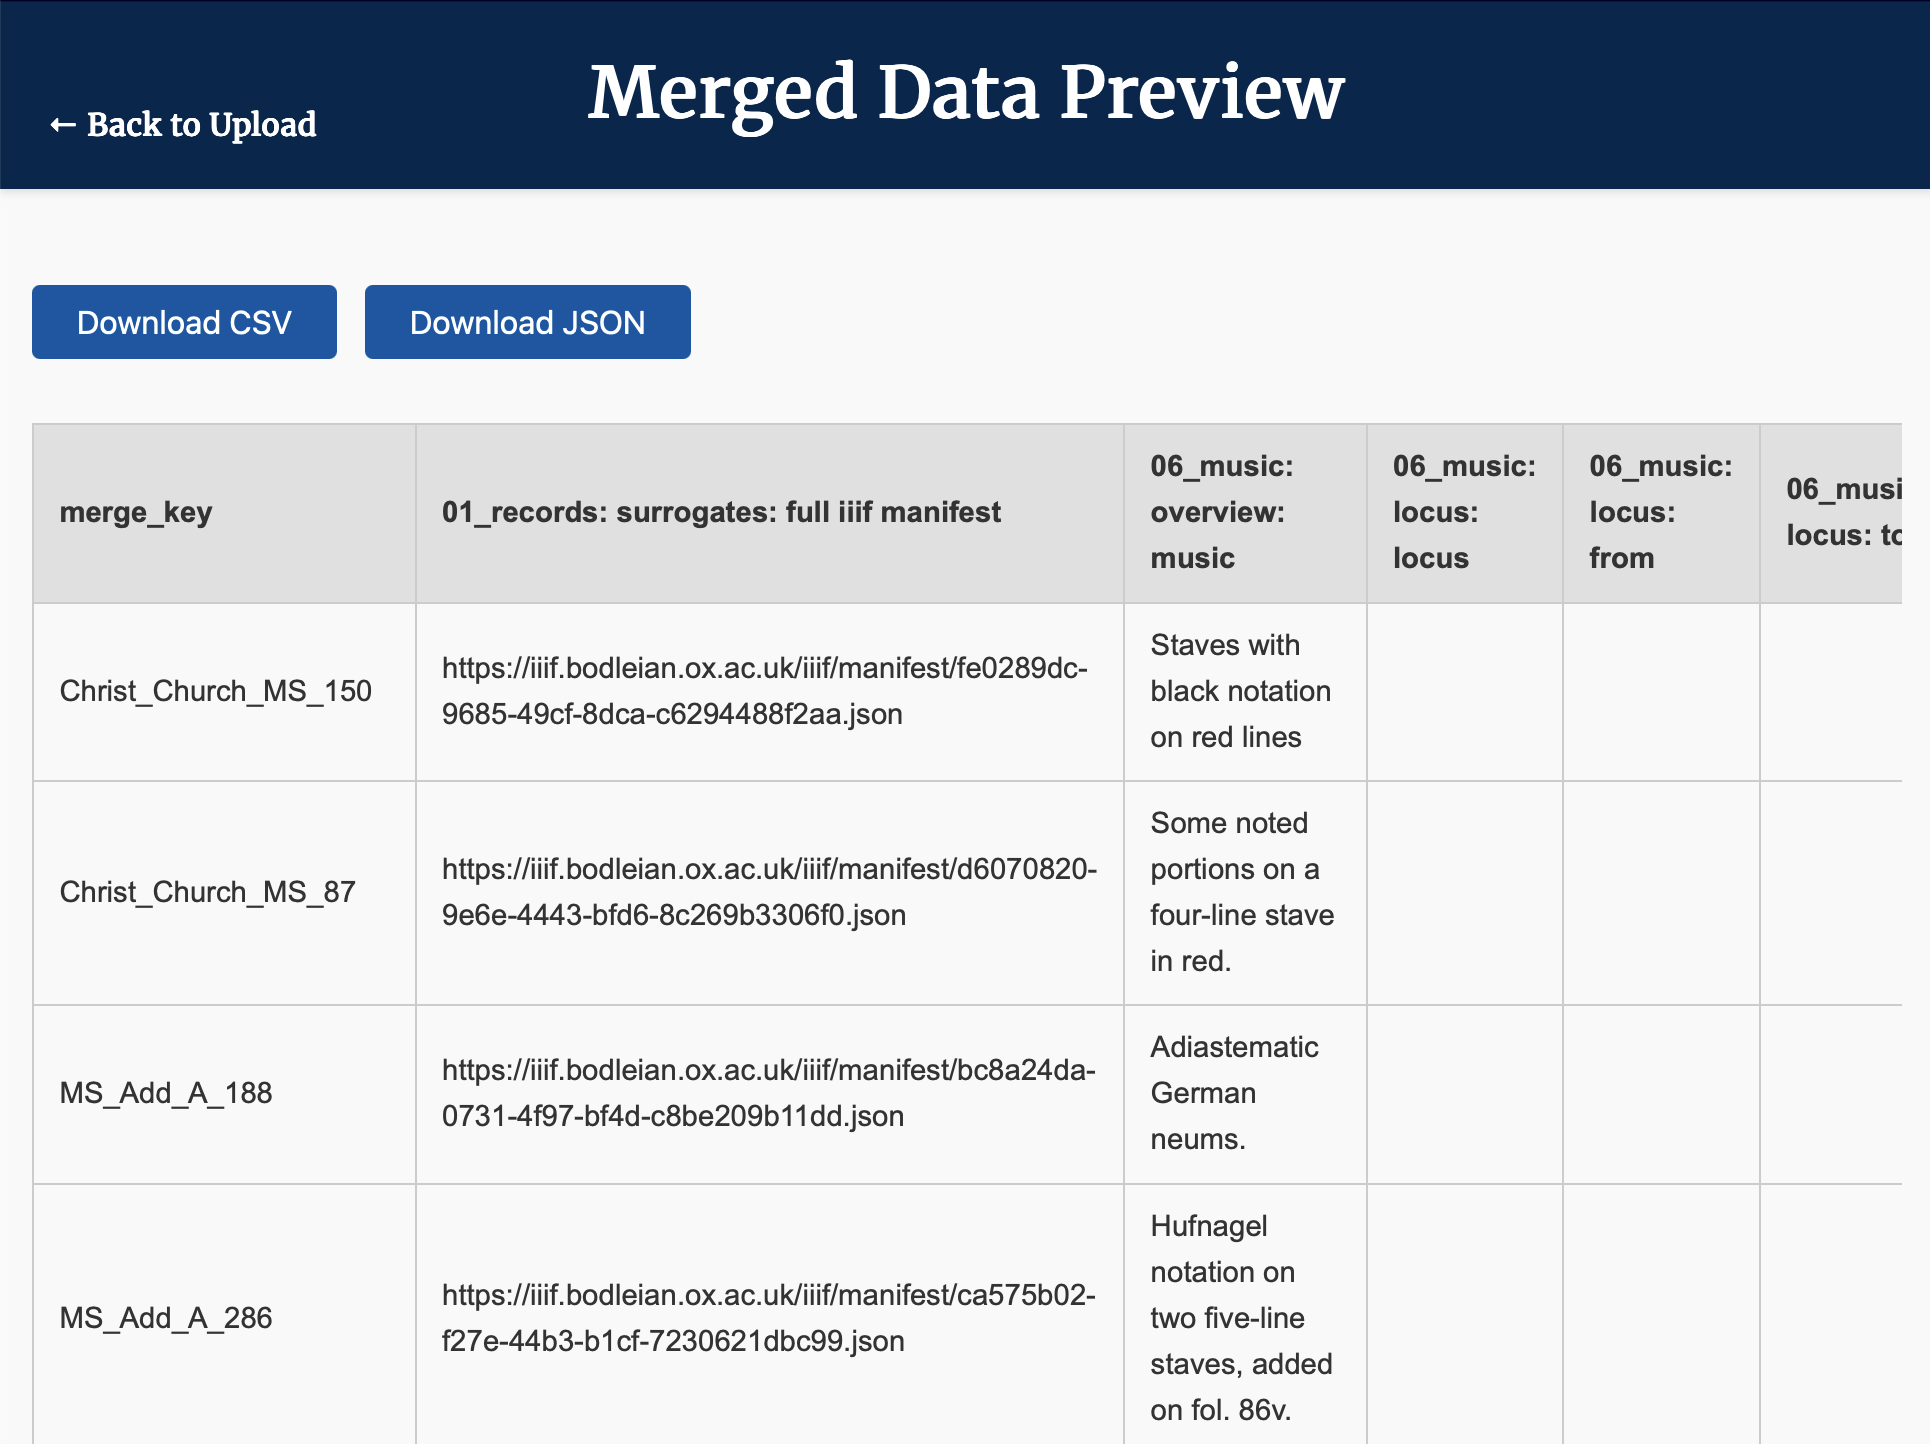 ← Back to Upload
Merged Data Preview
Download CSV
Download JSON
merge_key
01_records: surrogates: full iiif manifest
06_music:
overview:
music
06_music:
locus:
locus
06_music:
locus:
from
06_musi
locus: to
Christ_Church_MS_150
https://iiif.bodleian.ox.ac.uk/iiif/manifest/fe0289dc-
9685-49cf-8dca-c6294488f2aa.json
Staves with
black notation
on red lines
Christ_Church_MS_87
https://iiif.bodleian.ox.ac.uk/iiif/manifest/d6070820-
9e6e-4443-bfd6-8c269b3306f0.json
Some noted
portions on a
four-line stave
in red.
MS_Add_A_188
https://iiif.bodleian.ox.ac.uk/iiif/manifest/bc8a24da-
0731-4f97-bf4d-c8be209b11dd.json
Adiastematic
German
neums.
MS_Add_A_286
https://iiif.bodleian.ox.ac.uk/iiif/manifest/ca575b02-
f27e-44b3-b1cf-7230621dbc99.json
Hufnagel
notation on
two five-line
staves, added
on fol. 86v.